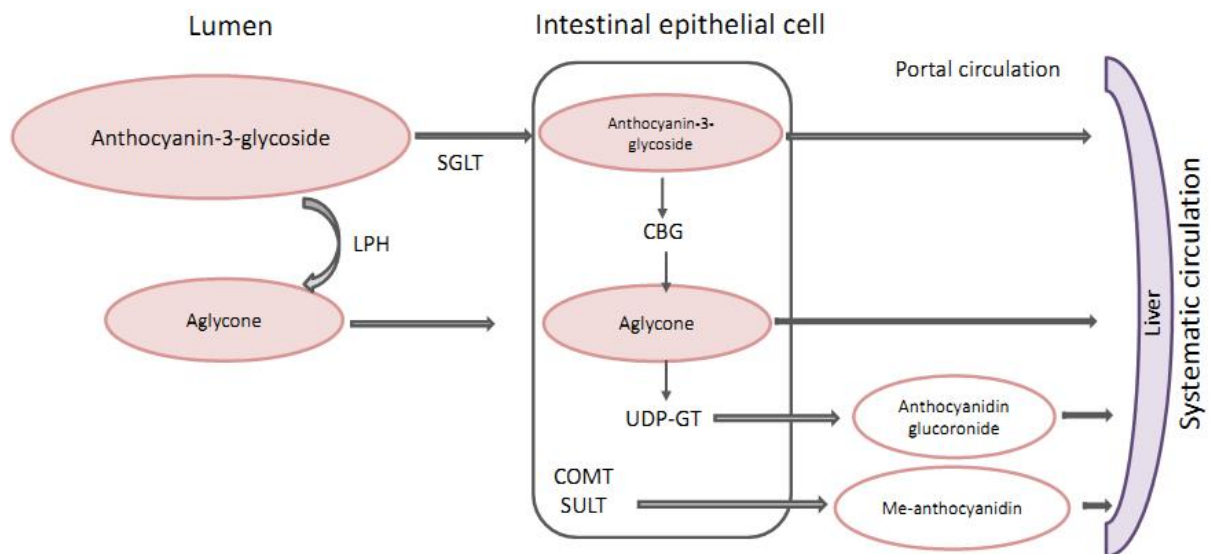 Lumen
Intestinal epithelial cell
Portal circulation
Anthocyanin-3-glycoside
SGLT
Anthocyanin-3-
glycoside
LPH
CBG
Aglycone
Aglycone
UDP-GT
Anthocyanidin
glucoronide
COMT
SULT
Me-anthocyanidin
Liver
Systematic circulation